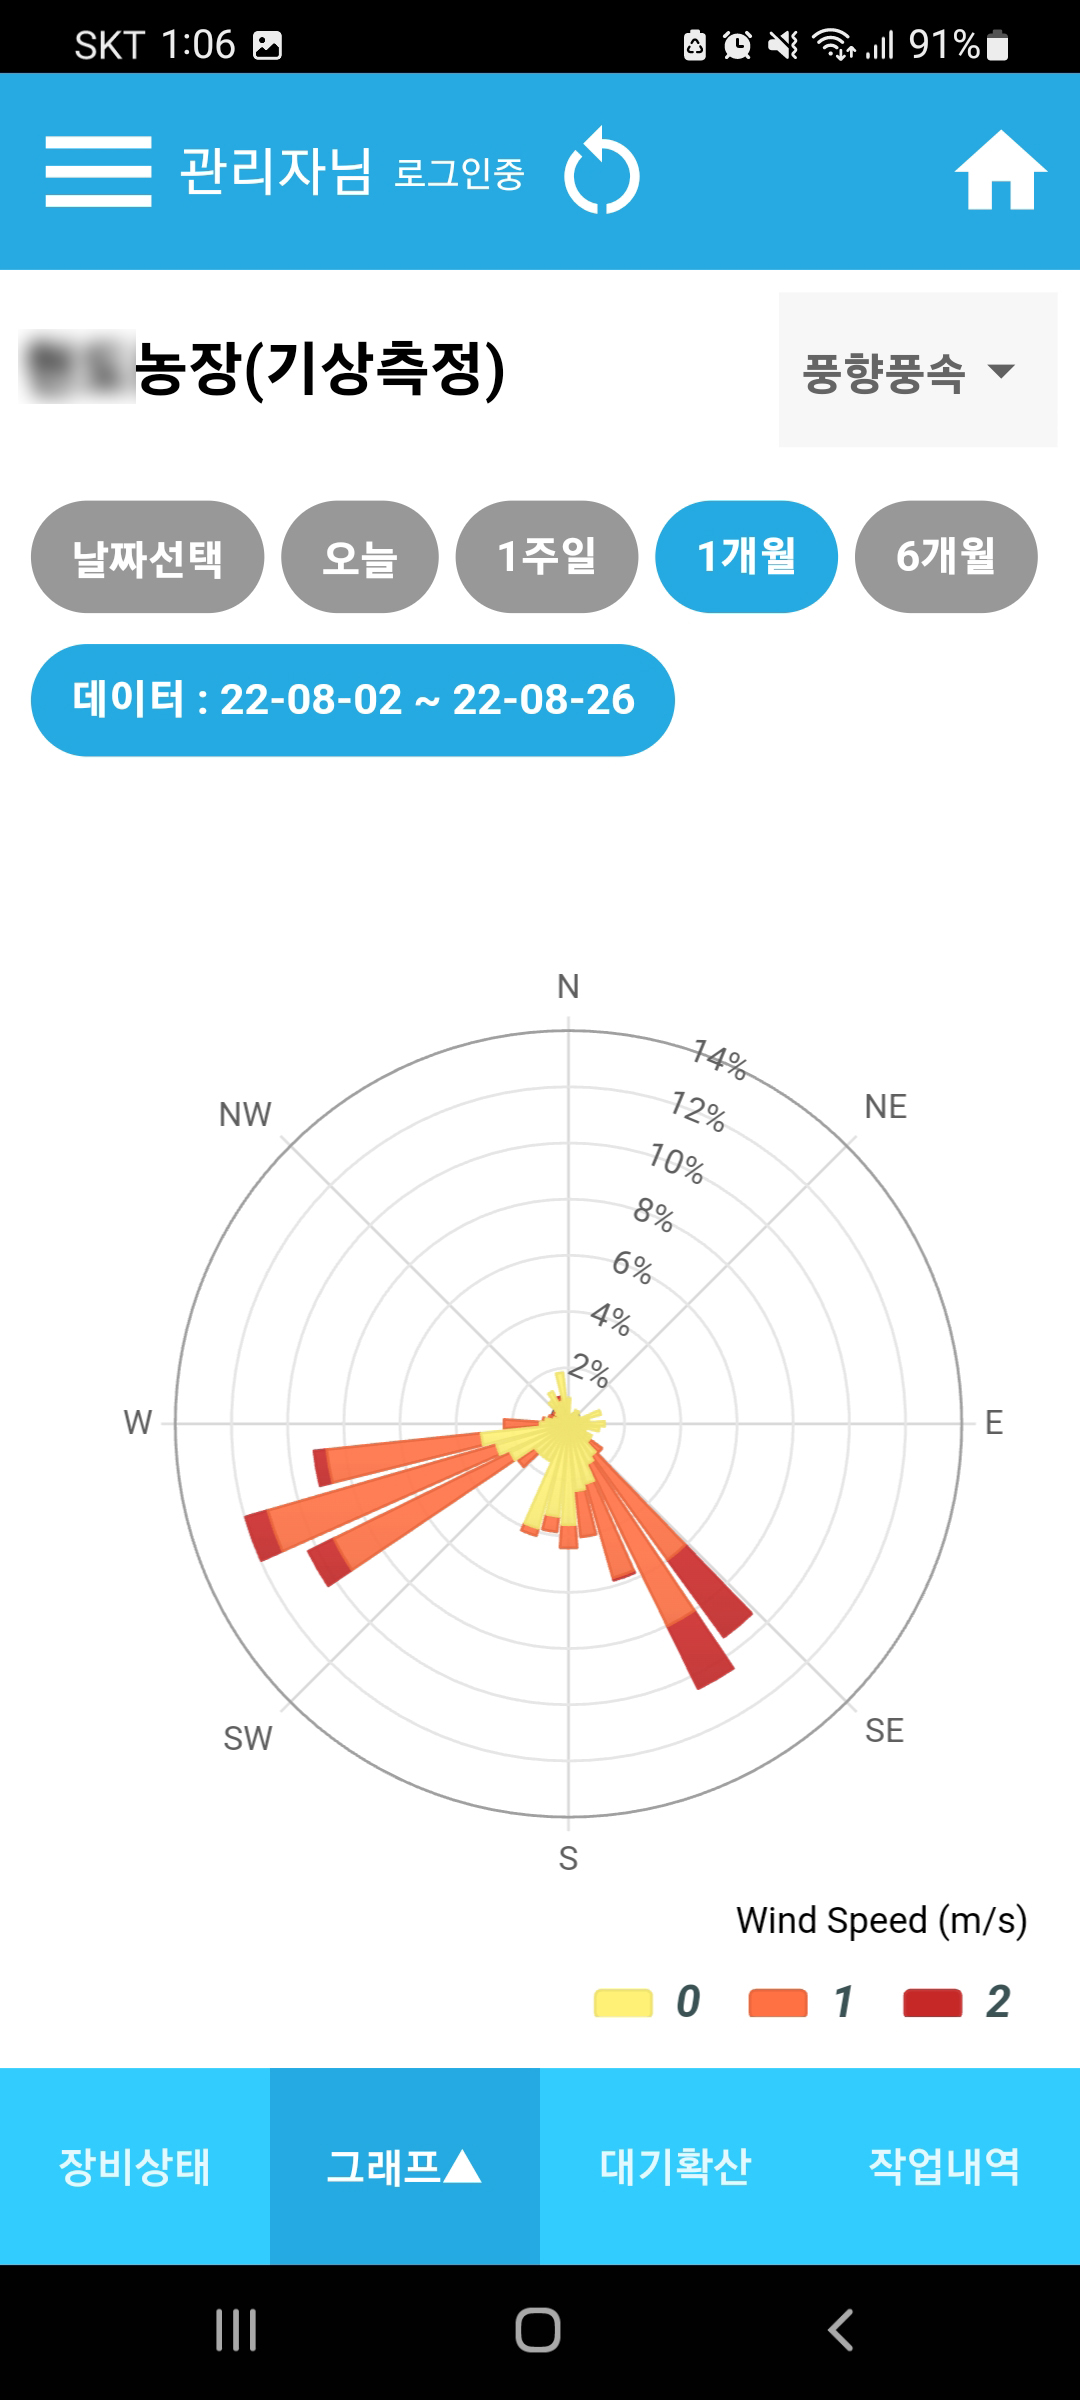 SKT 1:06 91%
관리자님 로그인중
농장(기상측정)
풍향풍속
날짜선택 오늘 1주일 1개월 6개월
데이터 : 22-08-02 ~ 22-08-26
N
14%
NE
NW
12%
10%
8%
6%
4%
2%
W
E
SW
SE
S
Wind Speed (m/s)
0 1 2
장비상태 그래프▲ 대기확산 작업내역